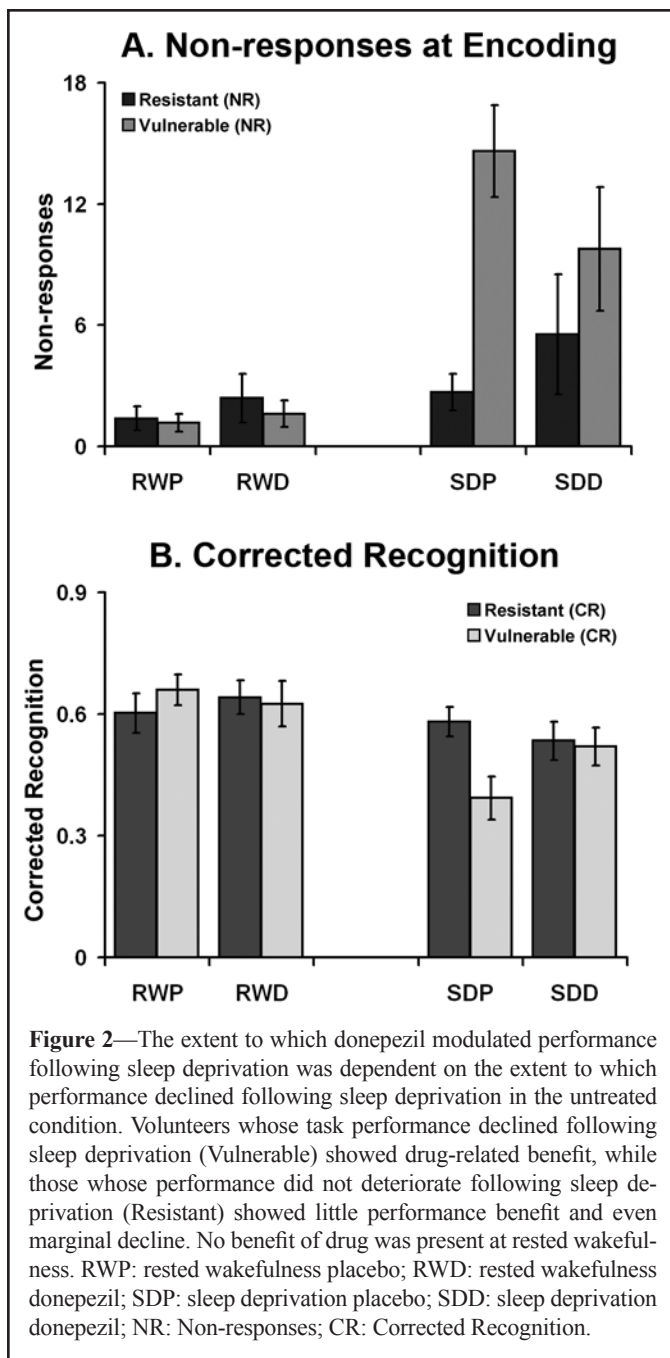 A. Non-responses at Encoding
18
12
6
0
Non-responses
Resistant (NR)
Vulnerable (NR)
RWP RWD SDP SDD
B. Corrected Recognition
0.9
0.6
0.3
0
Corrected Recognition
Resistant (CR)
Vulnerable (CR)
RWP RWD SDP SDD
Figure 2—The extent to which donepezil modulated performance
following sleep deprivation was dependent on the extent to which
performance declined following sleep deprivation in the untreated
condition. Volunteers whose task performance declined following
sleep deprivation (Vulnerable) showed drug-related benefit, while
those whose performance did not deteriorate following sleep de-
privation (Resistant) showed little performance benefit and even
marginal decline. No benefit of drug was present at rested wakeful-
ness. RWP: rested wakefulness placebo; RWD: rested wakefulness
donepezil; SDP: sleep deprivation placebo; SDD: sleep deprivation
donepezil; NR: Non-responses; CR: Corrected Recognition.